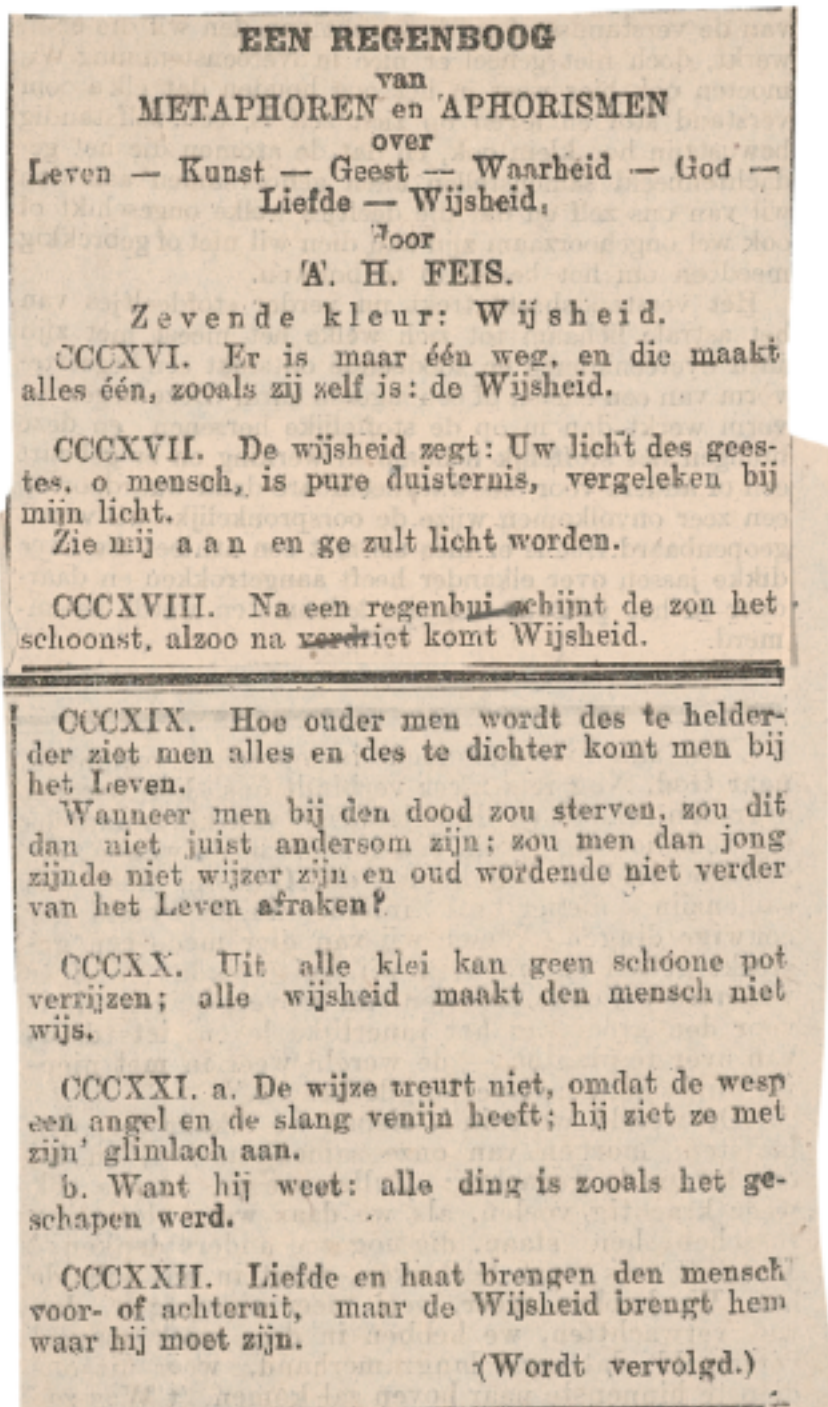 EEN REGENBOOG
van
METAPHOREN en APHORISMEN
over
Leven — Kunst — Geest — Waarheid — God —
Liefde — Wijsheid,
door
A. H. FEIS.
Zevende kleur: Wijsheid.
CCCXVI. Er is maar één weg, en die maakt
alles één, zooals zij zelf is: de Wijsheid.
CCCXVII. De wijsheid zegt: Uw licht des gees-
tes, o mensch, is pure duisternis, vergeleken bij
mijn licht.
Zie mij aan en ge zult licht worden.
CCCXVIII. Na een regenbui schijnt de zon het
schoonst, alzoo na verdriet komt Wijsheid.
CCCXIX. Hoe ouder men wordt des te helder-
der ziet men alles en des te dichter komt men bij
het Leven.
Wanneer men bij den dood zou sterven, zou dit
dan niet juist andersom zijn; zou men dan jong
zijnde niet wijzer zijn en oud wordende niet verder
van het Leven afraken?
CCCXX. Uit alle klei kan geen schoone pot
verrijzen; alle wijsheid maakt den mensch niet
wijs.
CCCXXI. a. De wijze treurt niet, omdat de wesp
een angel en de slang venijn heeft; hij ziet ze met
zijn' glimlach aan.
b. Want hij weet: alle ding is zooals het ge-
schapen werd.
CCCXXII. Liefde en haat brengen den mensch
voor- of achteruit, maar de Wijsheid brengt hem
waar hij moet zijn.
(Wordt vervolgd.)